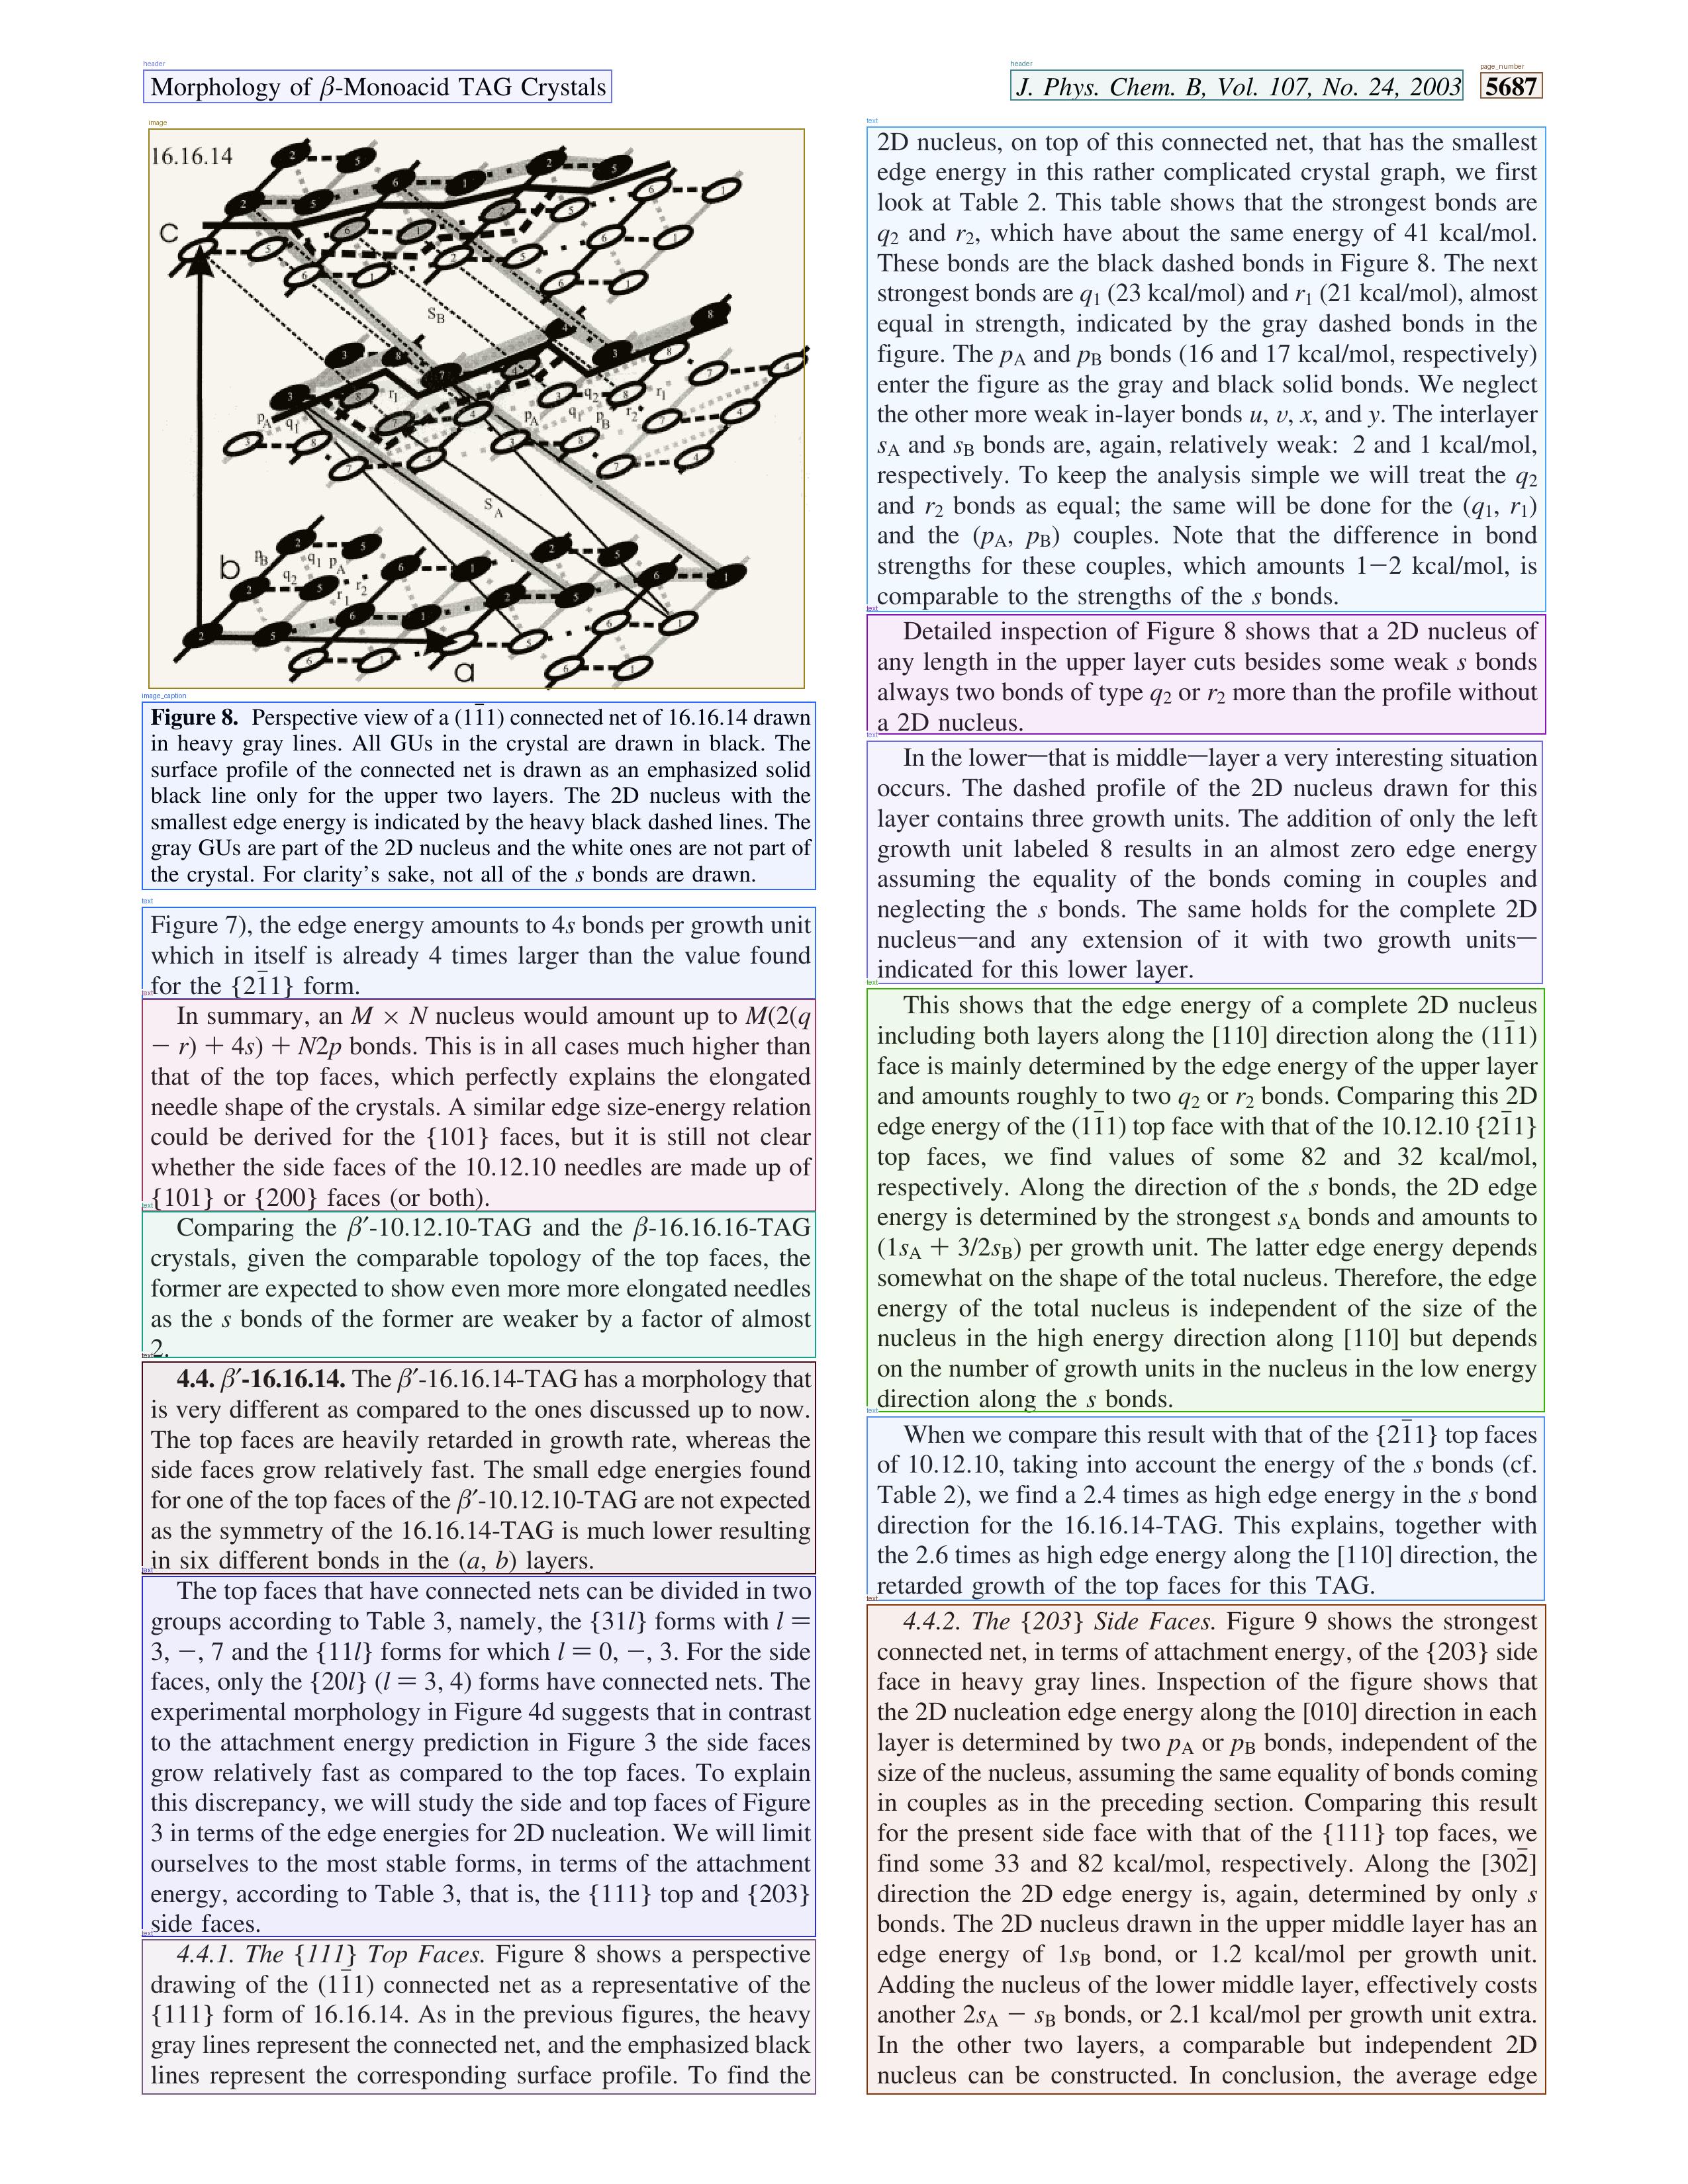 header
Morphology of β-Monoacid TAG Crystals
header
J. Phys. Chem. B, Vol. 107, No. 24, 2003
page_number
5687
image
16.16.14
c
b
a
S_B
S_A
image_caption
Figure 8. Perspective view of a (11̄1) connected net of 16.16.14 drawn
in heavy gray lines. All GUs in the crystal are drawn in black. The
surface profile of the connected net is drawn as an emphasized solid
black line only for the upper two layers. The 2D nucleus with the
smallest edge energy is indicated by the heavy black dashed lines. The
gray GUs are part of the 2D nucleus and the white ones are not part of
the crystal. For clarity's sake, not all of the s bonds are drawn.
text
Figure 7), the edge energy amounts to 4s bonds per growth unit
which in itself is already 4 times larger than the value found
for the {21̄1} form.
text
In summary, an M × N nucleus would amount up to M(2(q
− r) + 4s) + N2p bonds. This is in all cases much higher than
that of the top faces, which perfectly explains the elongated
needle shape of the crystals. A similar edge size-energy relation
could be derived for the {101} faces, but it is still not clear
whether the side faces of the 10.12.10 needles are made up of
{101} or {200} faces (or both).
text
Comparing the β′-10.12.10-TAG and the β-16.16.16-TAG
crystals, given the comparable topology of the top faces, the
former are expected to show even more more elongated needles
as the s bonds of the former are weaker by a factor of almost
2.
text
4.4. β′-16.16.14. The β′-16.16.14-TAG has a morphology that
is very different as compared to the ones discussed up to now.
The top faces are heavily retarded in growth rate, whereas the
side faces grow relatively fast. The small edge energies found
for one of the top faces of the β′-10.12.10-TAG are not expected
as the symmetry of the 16.16.14-TAG is much lower resulting
in six different bonds in the (a, b) layers.
text
The top faces that have connected nets can be divided in two
groups according to Table 3, namely, the {31l} forms with l =
3, −, 7 and the {11l} forms for which l = 0, −, 3. For the side
faces, only the {20l} (l = 3, 4) forms have connected nets. The
experimental morphology in Figure 4d suggests that in contrast
to the attachment energy prediction in Figure 3 the side faces
grow relatively fast as compared to the top faces. To explain
this discrepancy, we will study the side and top faces of Figure
3 in terms of the edge energies for 2D nucleation. We will limit
ourselves to the most stable forms, in terms of the attachment
energy, according to Table 3, that is, the {111} top and {203}
side faces.
text
4.4.1. The {111} Top Faces. Figure 8 shows a perspective
drawing of the (11̄1) connected net as a representative of the
{111} form of 16.16.14. As in the previous figures, the heavy
gray lines represent the connected net, and the emphasized black
lines represent the corresponding surface profile. To find the
text
2D nucleus, on top of this connected net, that has the smallest
edge energy in this rather complicated crystal graph, we first
look at Table 2. This table shows that the strongest bonds are
q₂ and r₂, which have about the same energy of 41 kcal/mol.
These bonds are the black dashed bonds in Figure 8. The next
strongest bonds are q₁ (23 kcal/mol) and r₁ (21 kcal/mol), almost
equal in strength, indicated by the gray dashed bonds in the
figure. The p_A and p_B bonds (16 and 17 kcal/mol, respectively)
enter the figure as the gray and black solid bonds. We neglect
the other more weak in-layer bonds u, v, x, and y. The interlayer
s_A and s_B bonds are, again, relatively weak: 2 and 1 kcal/mol,
respectively. To keep the analysis simple we will treat the q₂
and r₂ bonds as equal; the same will be done for the (q₁, r₁)
and the (p_A, p_B) couples. Note that the difference in bond
strengths for these couples, which amounts 1−2 kcal/mol, is
comparable to the strengths of the s bonds.
text
Detailed inspection of Figure 8 shows that a 2D nucleus of
any length in the upper layer cuts besides some weak s bonds
always two bonds of type q₂ or r₂ more than the profile without
a 2D nucleus.
text
In the lower—that is middle—layer a very interesting situation
occurs. The dashed profile of the 2D nucleus drawn for this
layer contains three growth units. The addition of only the left
growth unit labeled 8 results in an almost zero edge energy
assuming the equality of the bonds coming in couples and
neglecting the s bonds. The same holds for the complete 2D
nucleus—and any extension of it with two growth units—
indicated for this lower layer.
text
This shows that the edge energy of a complete 2D nucleus
including both layers along the [110] direction along the (11̄1)
face is mainly determined by the edge energy of the upper layer
and amounts roughly to two q₂ or r₂ bonds. Comparing this 2D
edge energy of the (11̄1) top face with that of the 10.12.10 {21̄1}
top faces, we find values of some 82 and 32 kcal/mol,
respectively. Along the direction of the s bonds, the 2D edge
energy is determined by the strongest s_A bonds and amounts to
(1s_A + 3/2s_B) per growth unit. The latter edge energy depends
somewhat on the shape of the total nucleus. Therefore, the edge
energy of the total nucleus is independent of the size of the
nucleus in the high energy direction along [110] but depends
on the number of growth units in the nucleus in the low energy
direction along the s bonds.
text
When we compare this result with that of the {21̄1} top faces
of 10.12.10, taking into account the energy of the s bonds (cf.
Table 2), we find a 2.4 times as high edge energy in the s bond
direction for the 16.16.14-TAG. This explains, together with
the 2.6 times as high edge energy along the [110] direction, the
retarded growth of the top faces for this TAG.
text
4.4.2. The {203} Side Faces. Figure 9 shows the strongest
connected net, in terms of attachment energy, of the {203} side
face in heavy gray lines. Inspection of the figure shows that
the 2D nucleation edge energy along the [010] direction in each
layer is determined by two p_A or p_B bonds, independent of the
size of the nucleus, assuming the same equality of bonds coming
in couples as in the preceding section. Comparing this result
for the present side face with that of the {111} top faces, we
find some 33 and 82 kcal/mol, respectively. Along the [302̄]
direction the 2D edge energy is, again, determined by only s
bonds. The 2D nucleus drawn in the upper middle layer has an
edge energy of 1s_B bond, or 1.2 kcal/mol per growth unit.
Adding the nucleus of the lower middle layer, effectively costs
another 2s_A − s_B bonds, or 2.1 kcal/mol per growth unit extra.
In the other two layers, a comparable but independent 2D
nucleus can be constructed. In conclusion, the average edge